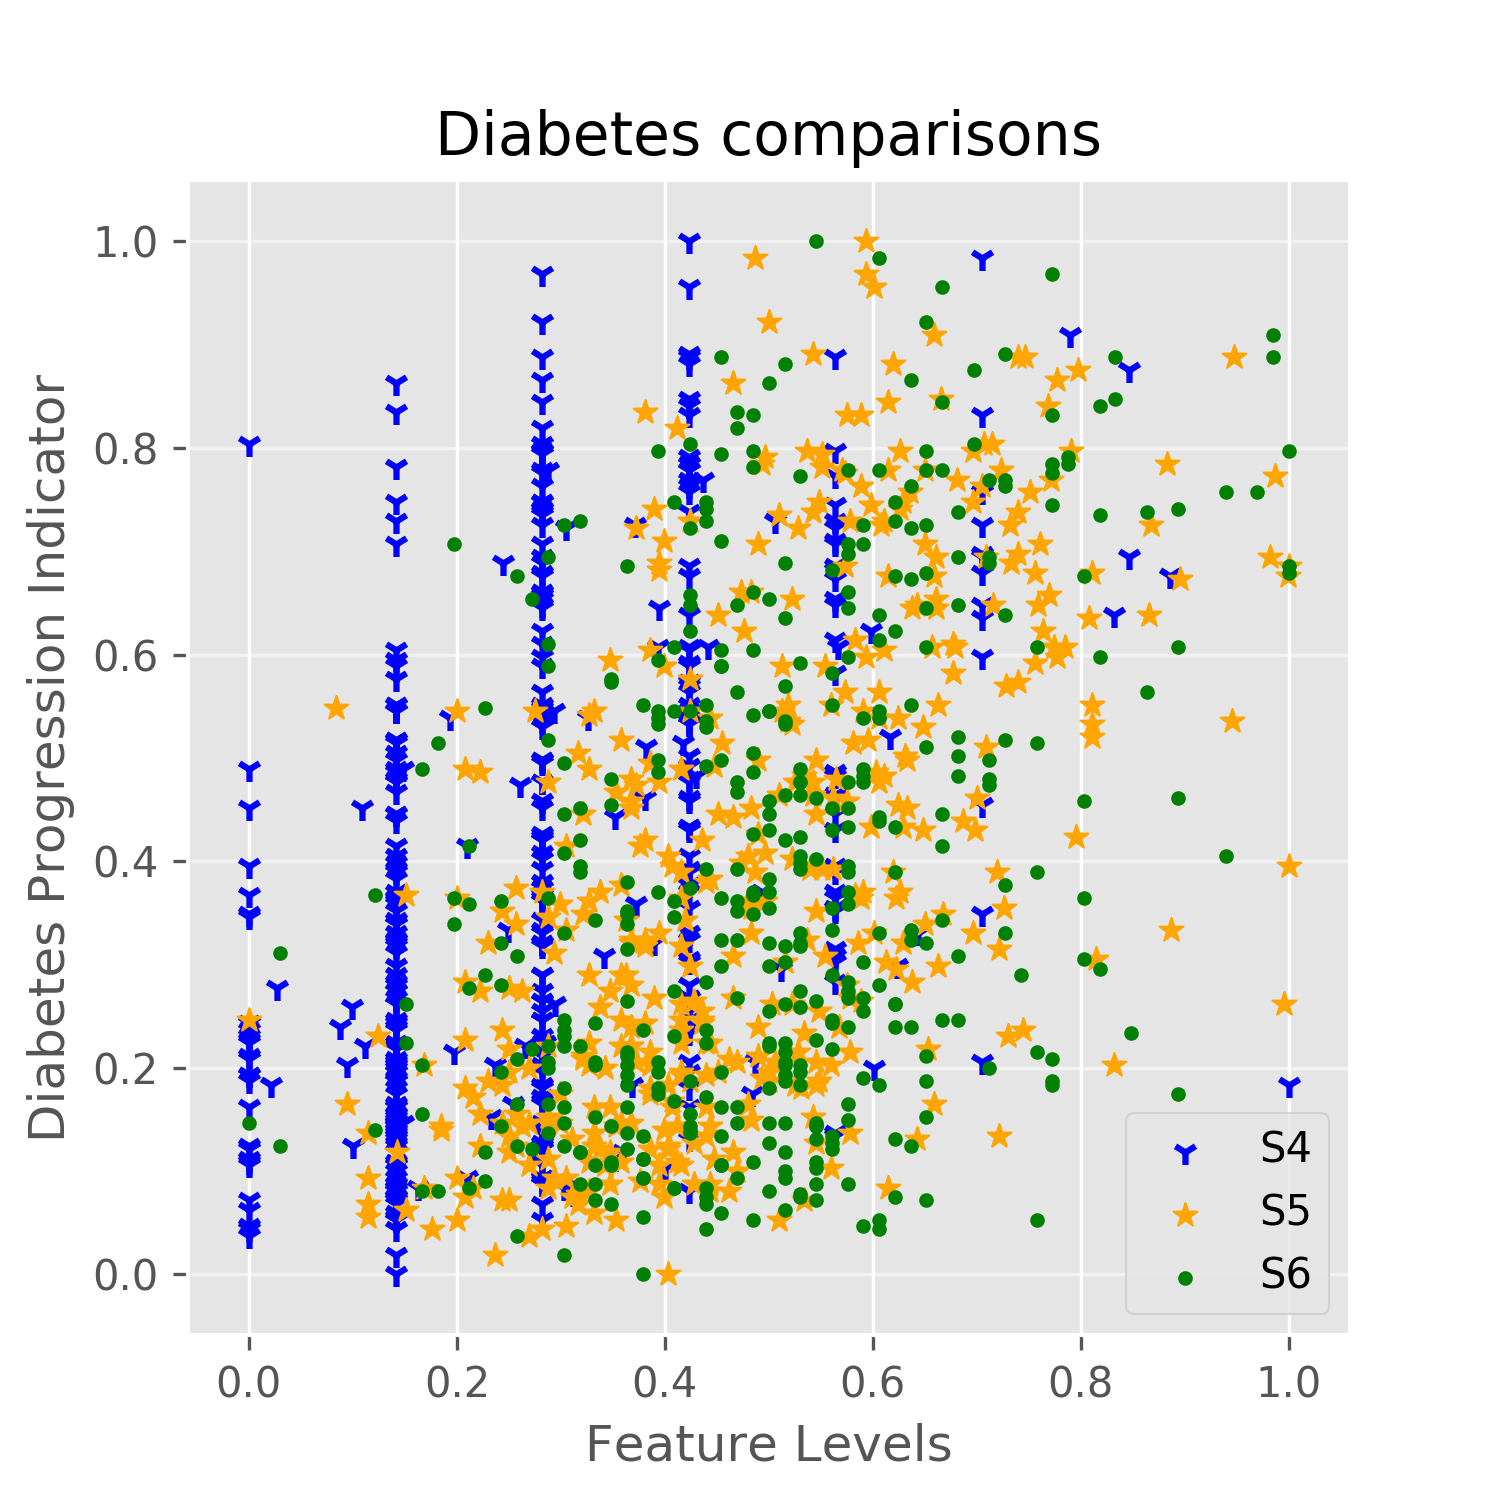 Diabetes comparisons
1.0
0.8
0.6
0.4
0.2
0.0
Diabetes Progression Indicator
S4
S5
S6
0.0 0.2 0.4 0.6 0.8 1.0
Feature Levels